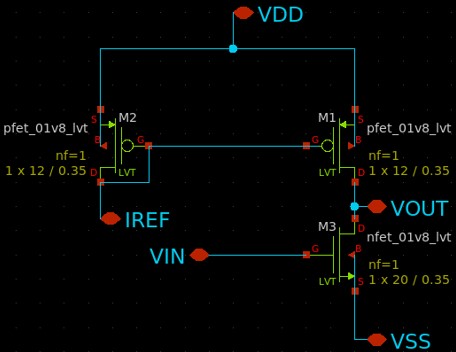 VDD
M2
M1
S
S
pfet_01v8_lvt
pfet_01v8_lvt
B
G
G
B
nf=1
nf=1
1 x 12 / 0.35
1 x 12 / 0.35
D
LVT
LVT
D
IREF
VOUT
M3
D
nfet_01v8_lvt
VIN
G
B
nf=1
LVT
S
1 x 20 / 0.35
VSS